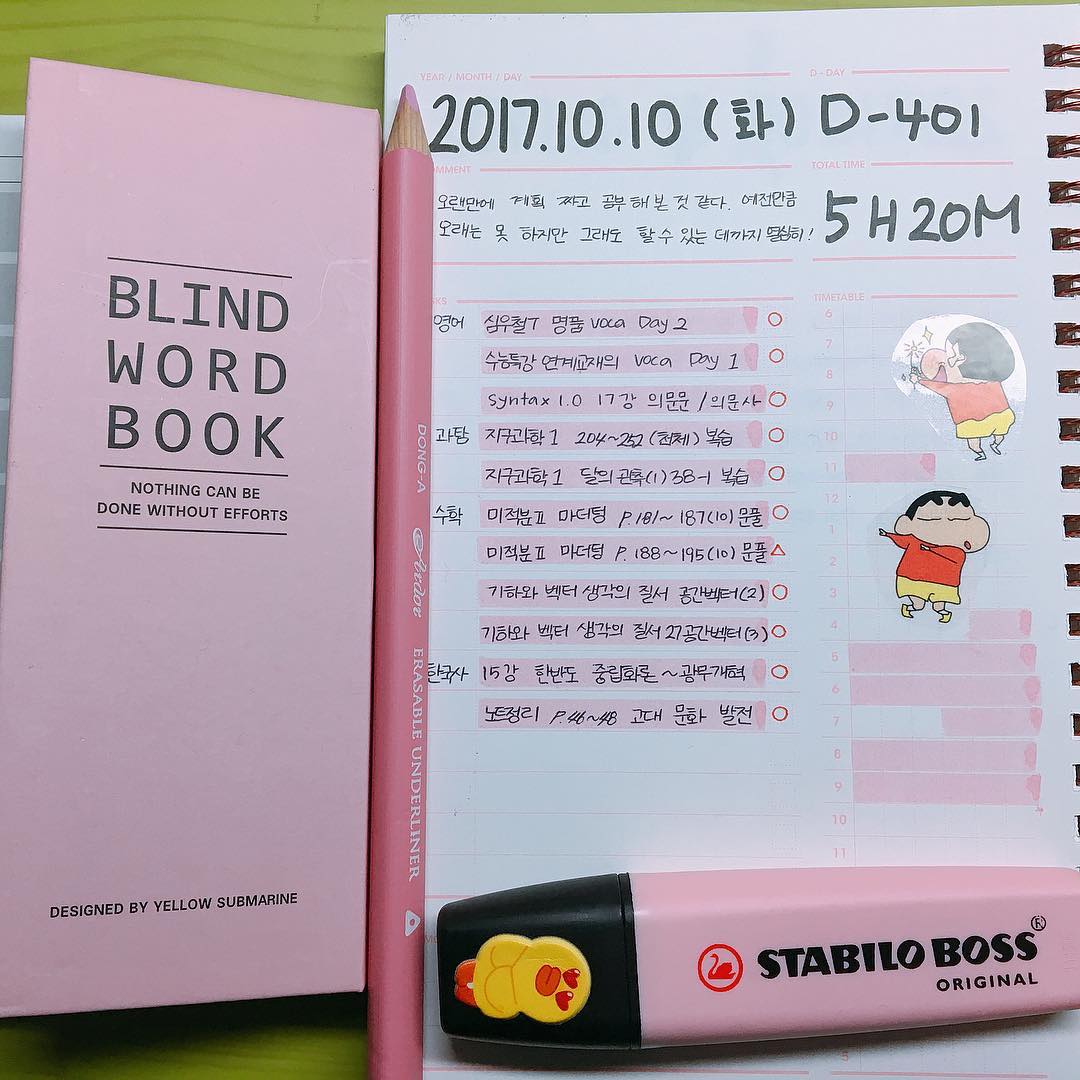 BLIND
WORD
BOOK
NOTHING CAN BE
DONE WITHOUT EFFORTS
DESIGNED BY YELLOW SUBMARINE
DONG-A
Ardor
ERASABLE UNDERLINER
YEAR / MONTH / DAY
D-DAY
2017.10.10 (화) D-401
OMMENT
TOTAL TIME
오랜만에 계획 짜고 공부 해 본 것 같다. 예전만큼
오래는 못 하지만 그래도 할 수 있는 데까지 열심히!
5H20M
KS
TIMETABLE
영어 심우철T 명품 voca Day 2
수능특강 연계교재의 voca Day 1
syntax 1.0 17강 의문문 / 의문사
과탐 지구과학 1 204~252 (천체) 복습
지구과학 1 달의 관측(1) 38-1 복습
수학 미적분Ⅱ 마더텅 P.181~187(10) 문풀
미적분Ⅱ 마더텅 P.188~195(10) 문풀
기하와 벡터 생각의 질서 공간벡터(2)
기하와 벡터 생각의 질서 27 공간벡터(3)
한국사 15강 한반도 중립화론 ~ 광무개혁
노트정리 P.46~48 고대 문화 발전
6
7
8
9
10
11
12
1
2
3
4
5
6
7
8
9
10
11
STABILO BOSS®
ORIGINAL
5